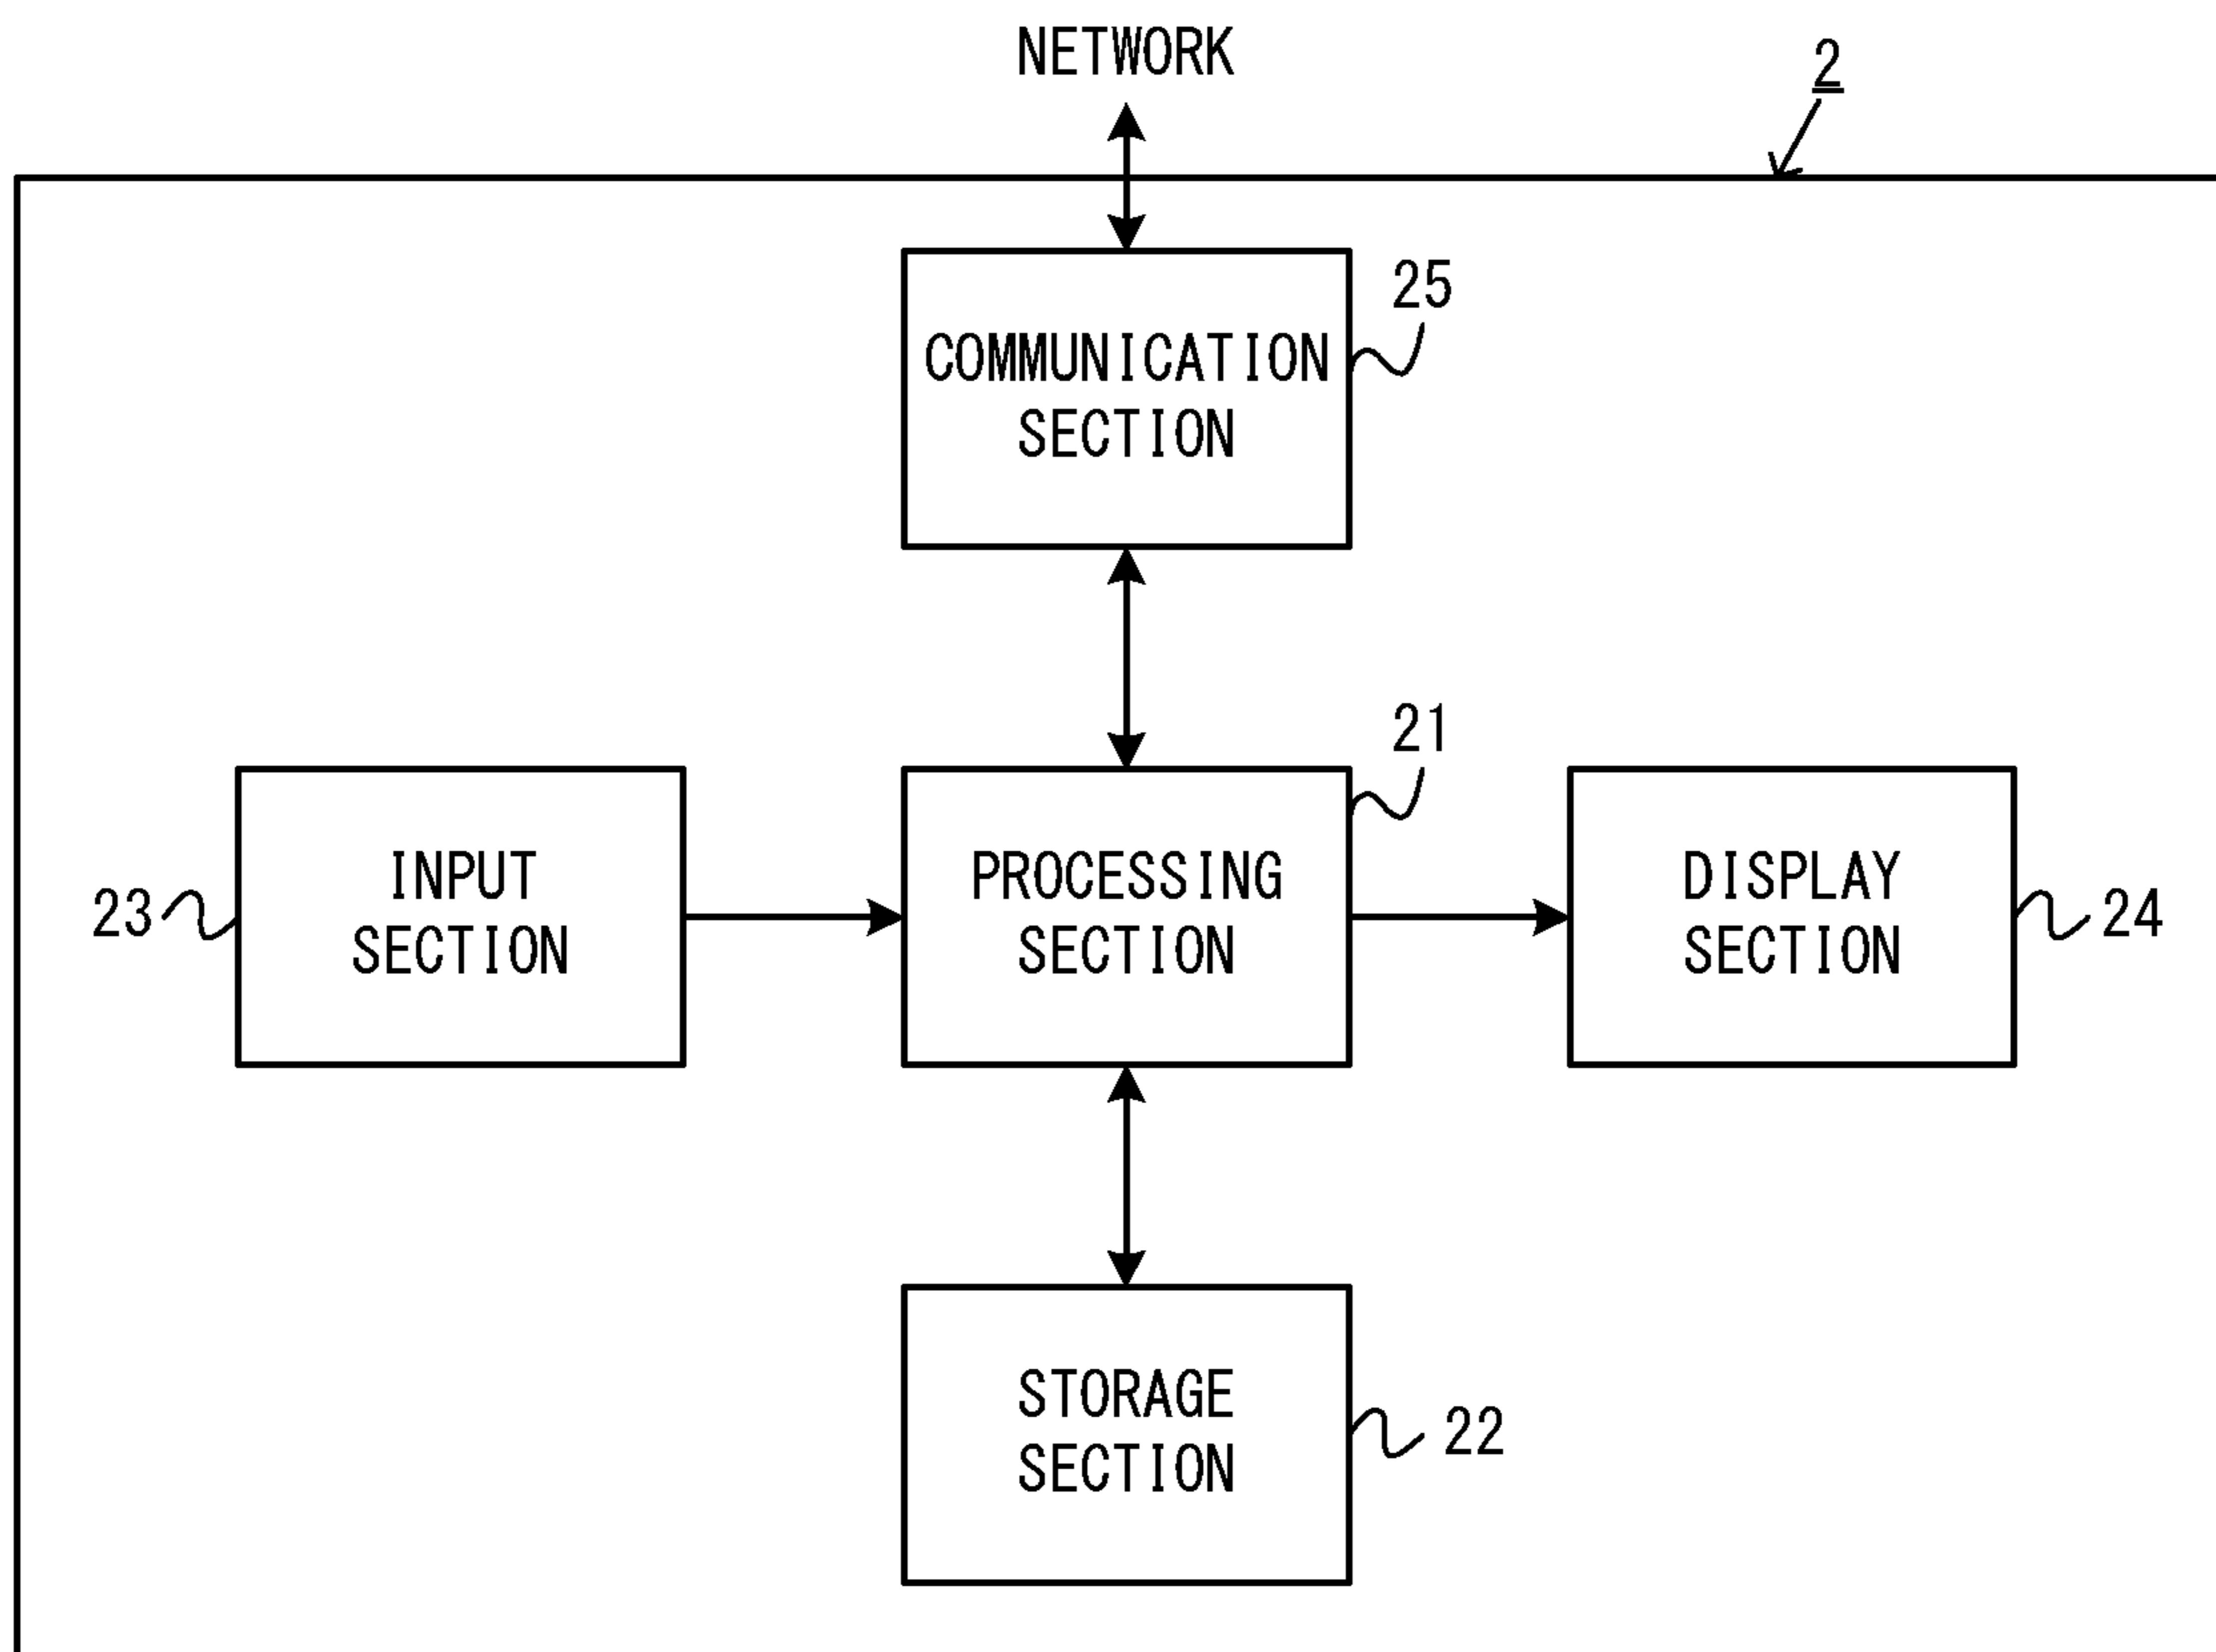 NETWORK
2
COMMUNICATION
SECTION
25
21
INPUT
SECTION
23
PROCESSING
SECTION
DISPLAY
SECTION
24
STORAGE
SECTION
22